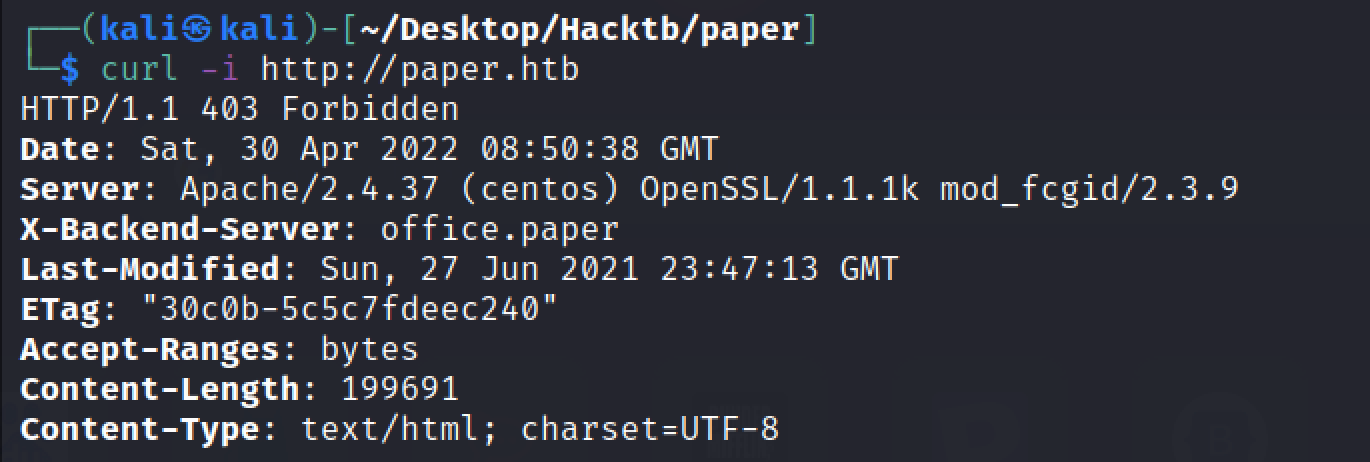 ┌──(kali㉿kali)-[~/Desktop/Hacktb/paper]
└─$ curl -i http://paper.htb
HTTP/1.1 403 Forbidden
Date: Sat, 30 Apr 2022 08:50:38 GMT
Server: Apache/2.4.37 (centos) OpenSSL/1.1.1k mod_fcgid/2.3.9
X-Backend-Server: office.paper
Last-Modified: Sun, 27 Jun 2021 23:47:13 GMT
ETag: "30c0b-5c5c7fdeec240"
Accept-Ranges: bytes
Content-Length: 199691
Content-Type: text/html; charset=UTF-8